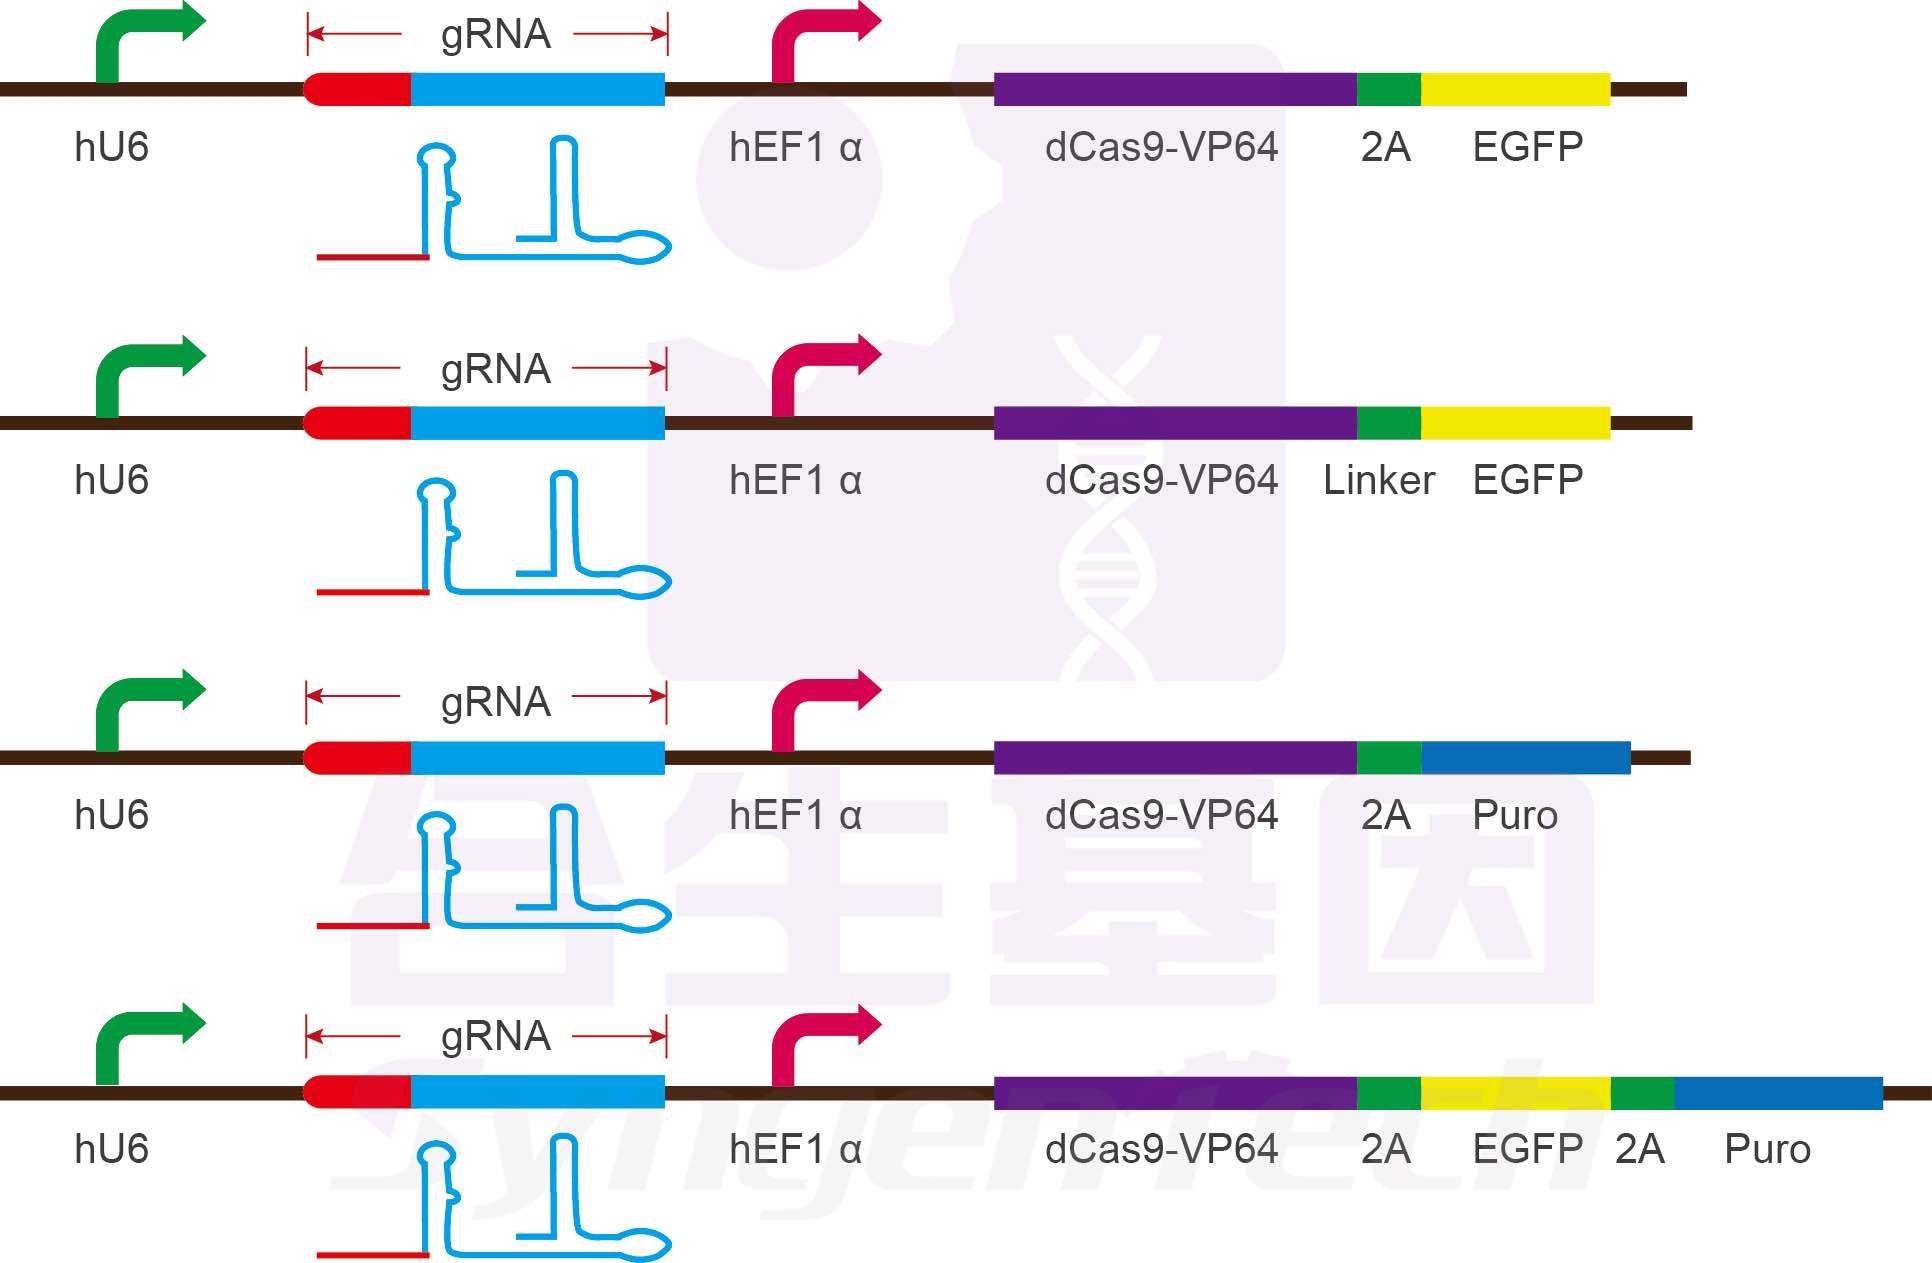 gRNA
hU6 hEF1 α dCas9-VP64 2A EGFP
gRNA
hU6 hEF1 α dCas9-VP64 Linker EGFP
gRNA
hU6 hEF1 α dCas9-VP64 2A Puro
合生基因
gRNA
hU6 hEF1 α dCas9-VP64 2A EGFP 2A Puro
SyngenTech